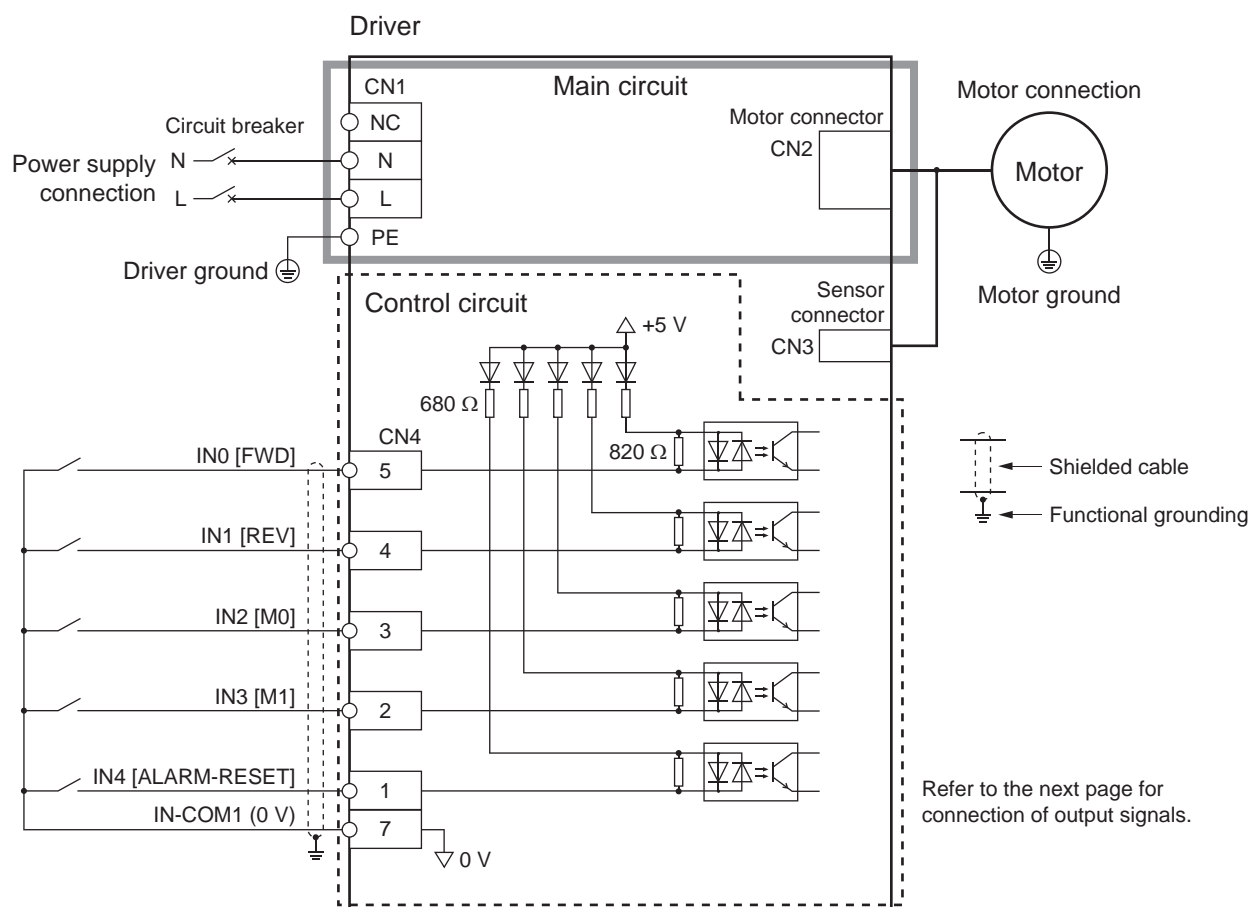 Driver
Main circuit
CN1
NC
N
L
PE
Circuit breaker
Power supply
connection
N
L
Driver ground
Motor connector
CN2
Motor connection
Motor
Motor ground
Sensor
connector
CN3
Control circuit
+5 V
680 Ω
820 Ω
CN4
IN0 [FWD]
5
IN1 [REV]
4
IN2 [M0]
3
IN3 [M1]
2
IN4 [ALARM-RESET]
1
IN-COM1 (0 V)
7
0 V
Shielded cable
Functional grounding
Refer to the next page for
connection of output signals.